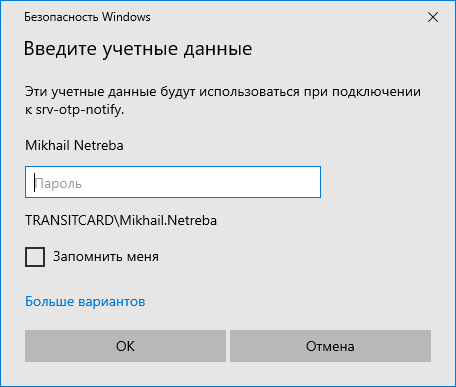 Безопасность Windows
Введите учетные данные
Эти учетные данные будут использоваться при подключении
к srv-otp-notify.
Mikhail Netreba
Пароль
TRANSITCARD\Mikhail.Netreba
Запомнить меня
Больше вариантов
ОК
Отмена